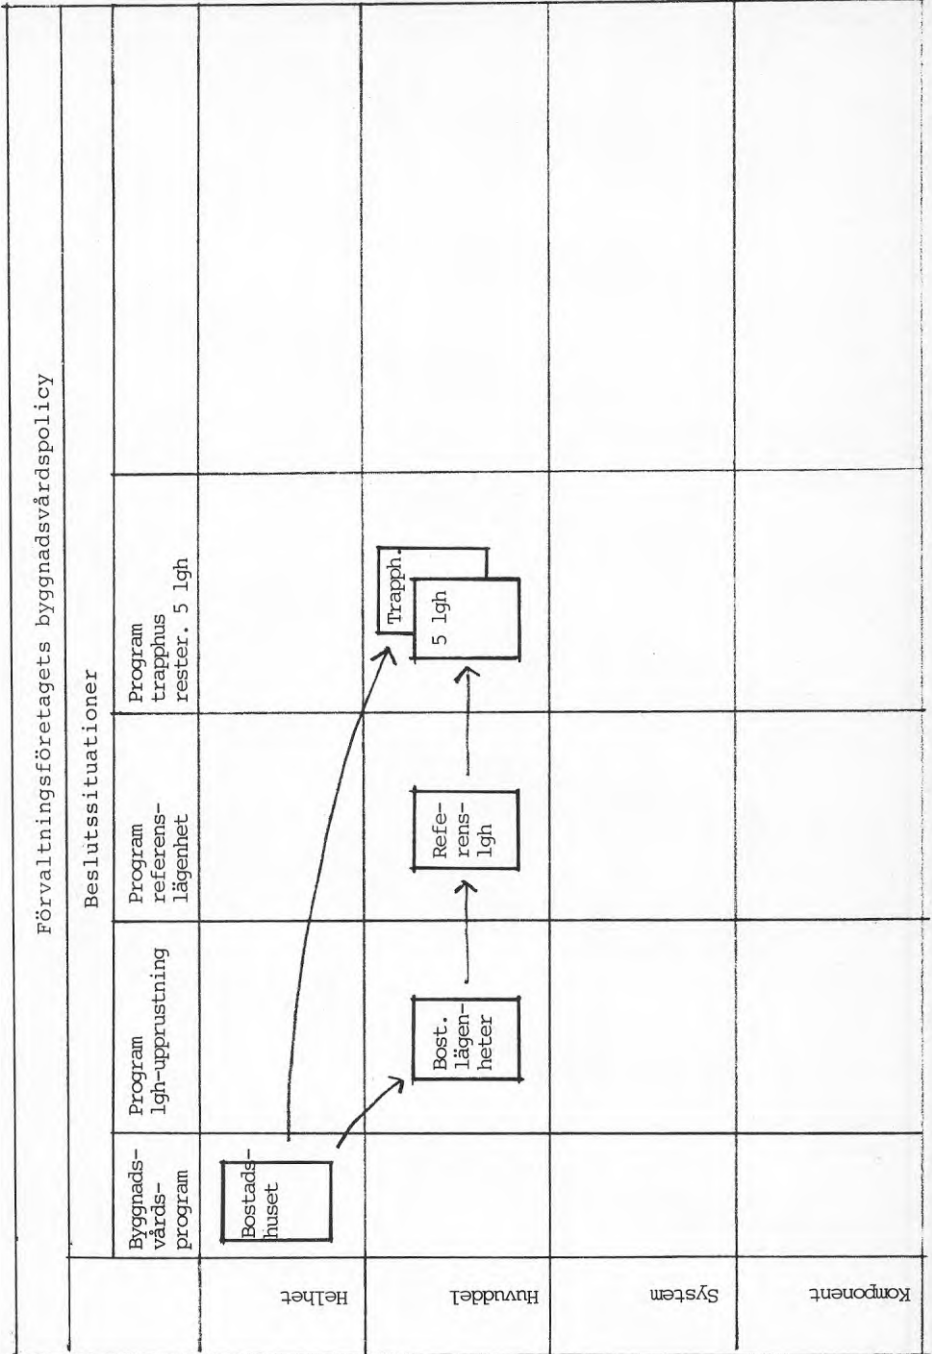 Förvaltningsföretagets byggnadsvårdspolicy
Beslutssituationer
Byggnads-
vårds-
program
Program
lgh-upprustning
Program
referens-
lägenhet
Program
trapphus
rester. 5 lgh
Helhet
Bostads-
huset
Huvuddel
Bost.
lägen-
heter
Refe-
rens-
lgh
Trapph.
5 lgh
System
Komponent